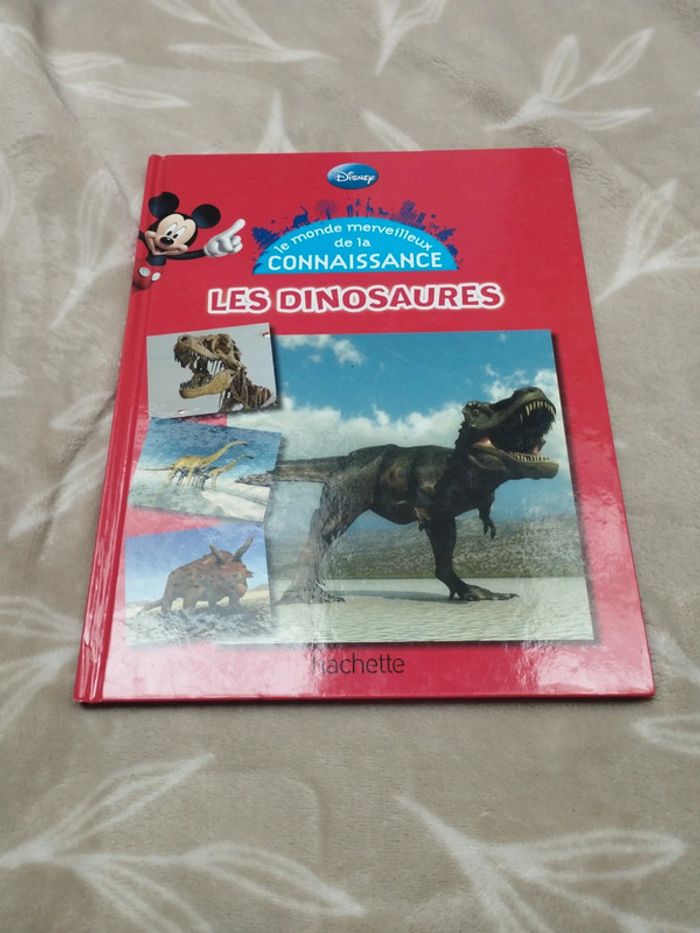 Disney
le monde merveilleux
de la
CONNAISSANCE
LES DINOSAURES
hachette